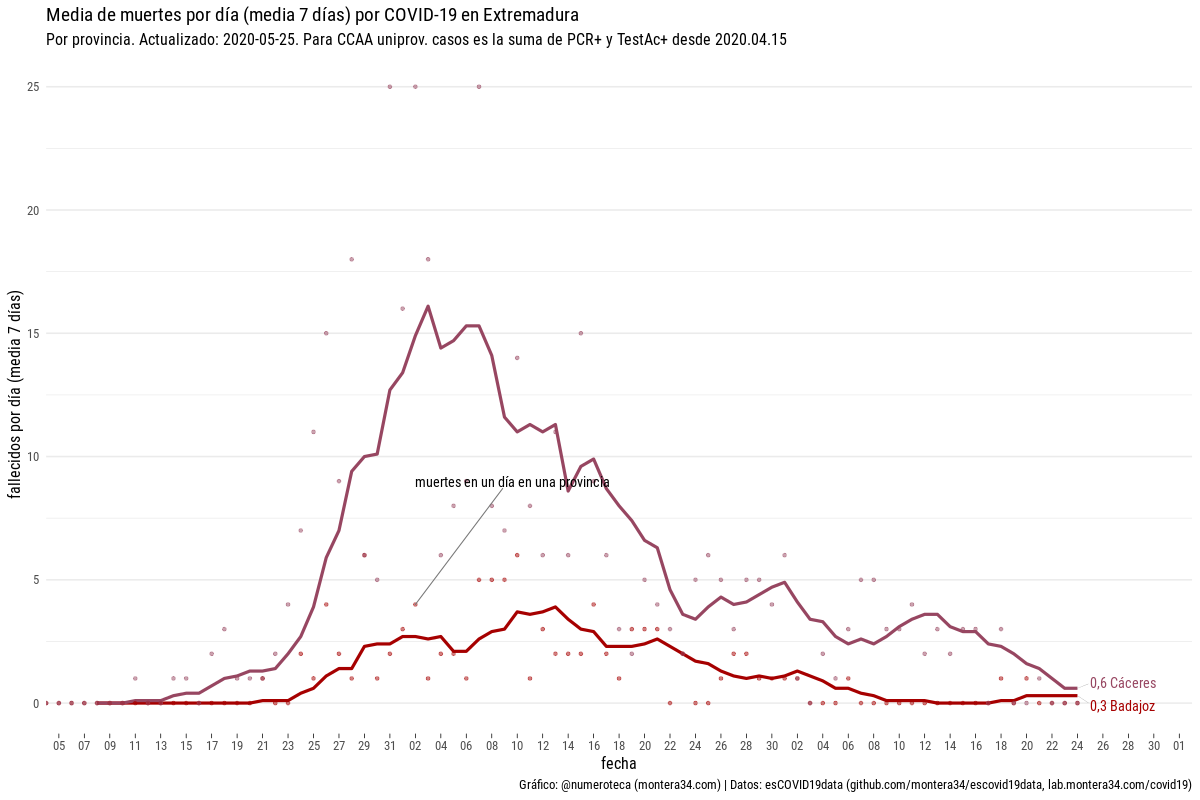 Media de muertes por día (media 7 días) por COVID-19 en Extremadura
Por provincia. Actualizado: 2020-05-25. Para CCAA uniprov. casos es la suma de PCR+ y TestAc+ desde 2020.04.15
25
20
15
10
5
0
fallecidos por día (media 7 días)
muertes en un día en una provincia
0,6 Cáceres
0,3 Badajoz
05 07 09 11 13 15 17 19 21 23 25 27 29 31 02 04 06 08 10 12 14 16 18 20 22 24 26 28 30 02 04 06 08 10 12 14 16 18 20 22 24 26 28 30 01
fecha
Gráfico: @numeroteca (montera34.com) | Datos: esCOVID19data (github.com/montera34/escovid19data, lab.montera34.com/covid19)